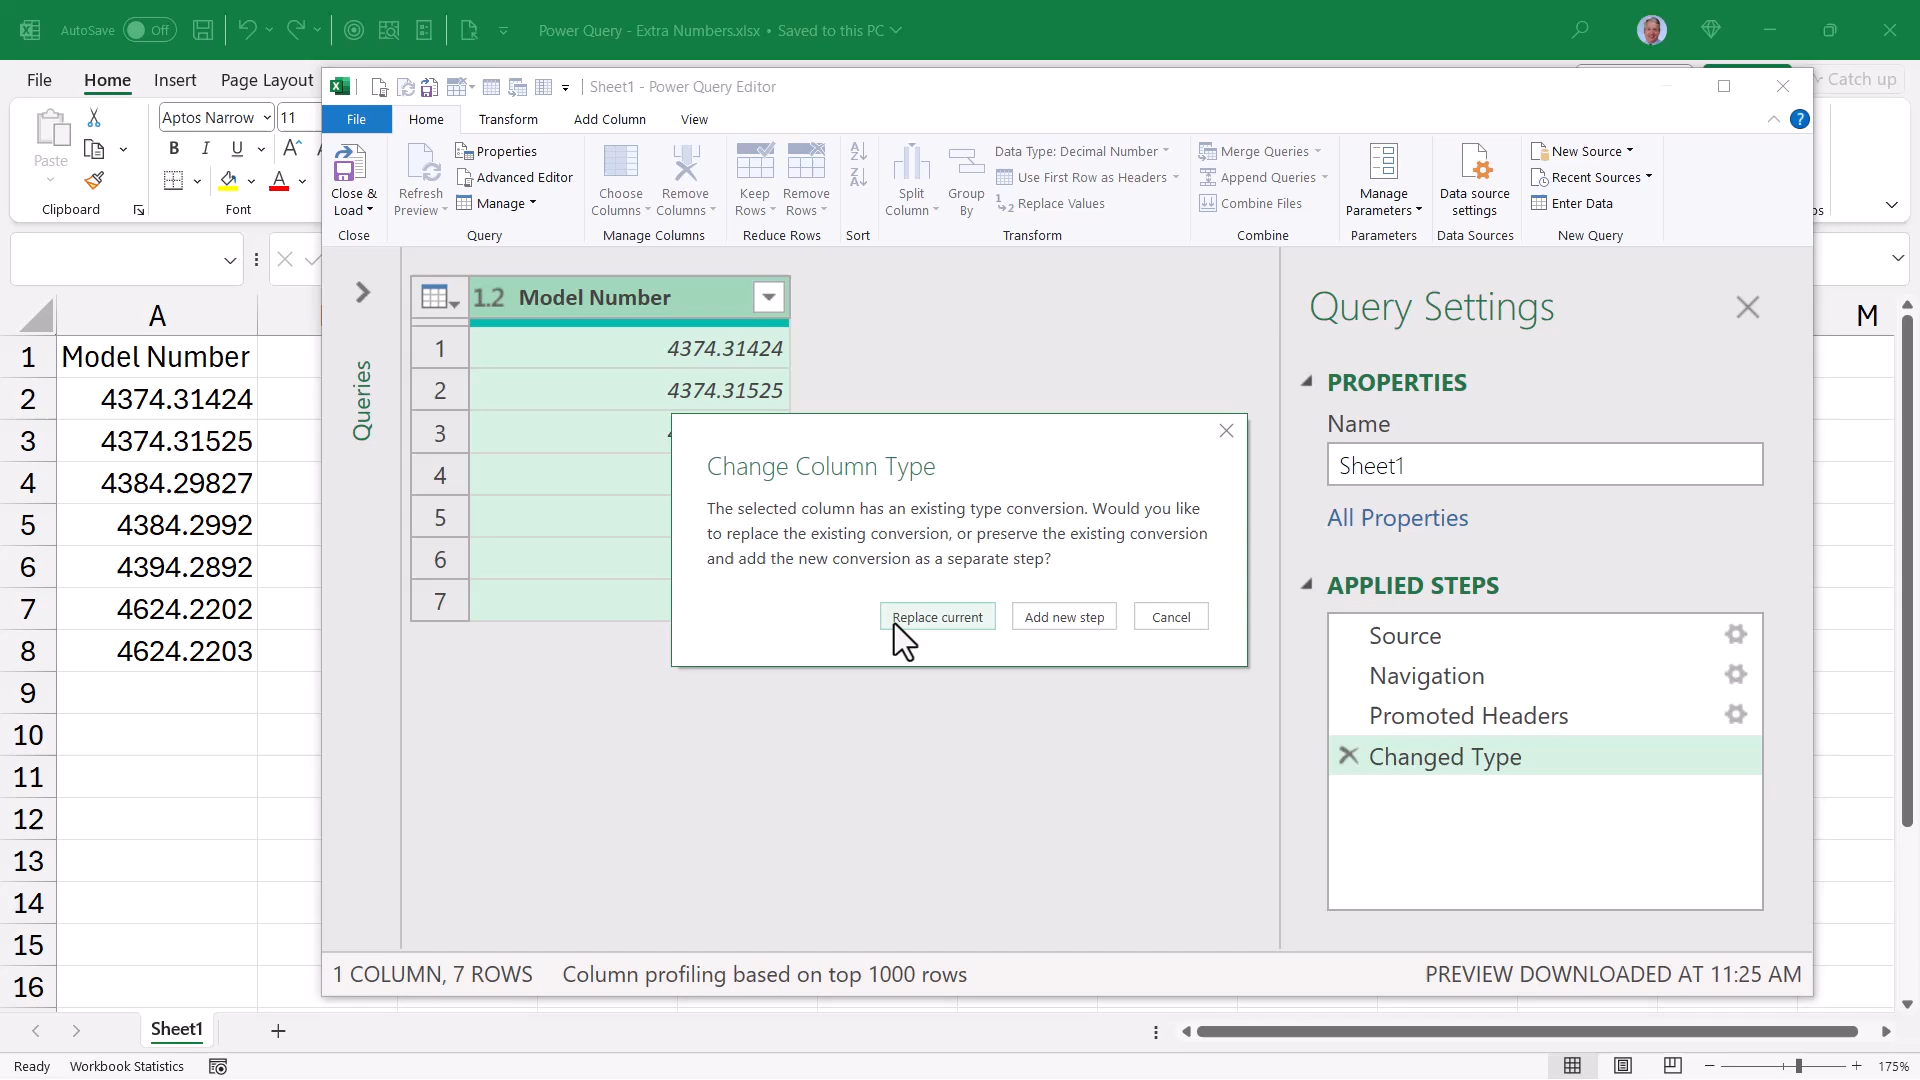 AutoSave
Off
Power Query - Extra Numbers.xlsx • Saved to this PC
File
Home
Insert
Page Layout
Catch up
Paste
Clipboard
Aptos Narrow
11
B
I
U
A
A
Font
Sheet1 - Power Query Editor
File
Home
Transform
Add Column
View
?
Close &
Load
Close
Refresh
Preview
Properties
Advanced Editor
Manage
Query
Choose
Columns
Remove
Columns
Manage Columns
Keep
Rows
Remove
Rows
Reduce Rows
Sort
Split
Column
Group
By
Data Type: Decimal Number
Use First Row as Headers
Replace Values
Transform
Merge Queries
Append Queries
Combine Files
Combine
Manage
Parameters
Parameters
Data source
settings
Data Sources
New Source
Recent Sources
Enter Data
New Query
A
M
1 Model Number
2 4374.31424
3 4374.31525
4 4384.29827
5 4384.2992
6 4394.2892
7 4624.2202
8 4624.2203
9
10
11
12
13
14
15
16
Queries
1.2 Model Number
1 4374.31424
2 4374.31525
3
4
5
6
7
Change Column Type
The selected column has an existing type conversion. Would you like
to replace the existing conversion, or preserve the existing conversion
and add the new conversion as a separate step?
Replace current
Add new step
Cancel
Query Settings
PROPERTIES
Name
Sheet1
All Properties
APPLIED STEPS
Source
Navigation
Promoted Headers
Changed Type
1 COLUMN, 7 ROWS
Column profiling based on top 1000 rows
PREVIEW DOWNLOADED AT 11:25 AM
Sheet1
Ready
Workbook Statistics
175%